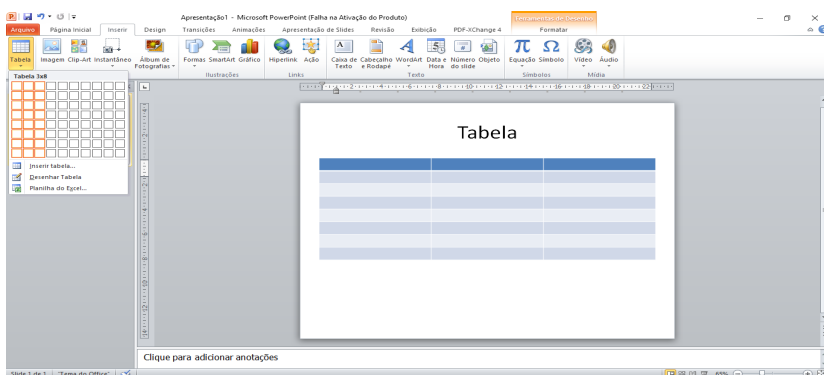 Apresentação1 - Microsoft PowerPoint (Falha na Ativação do Produto)
Ferramentas de Desenho
Arquivo Página Inicial Inserir Design Transições Animações Apresentação de Slides Revisão Exibição PDF-XChange 4 Formatar
Tabela Imagem Clip-Art Instantâneo Álbum de Fotografias Formas SmartArt Gráfico Hiperlink Ação Caixa de Texto Cabeçalho e Rodapé WordArt Data e Hora Número do slide Objeto Equação Símbolo Vídeo Áudio
Ilustrações Links Texto Símbolos Mídia
Tabela 3x8
Inserir tabela...
Desenhar Tabela
Planilha do Excel...
Tabela
Clique para adicionar anotações
Slide 1 de 1 "Tema do Office" 65%